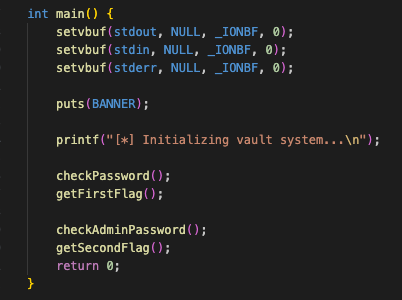 int main() {
    setvbuf(stdout, NULL, _IONBF, 0);
    setvbuf(stdin, NULL, _IONBF, 0);
    setvbuf(stderr, NULL, _IONBF, 0);

    puts(BANNER);

    printf("[*] Initializing vault system...\n");

    checkPassword();
    getFirstFlag();

    checkAdminPassword();
    getSecondFlag();
    return 0;
}